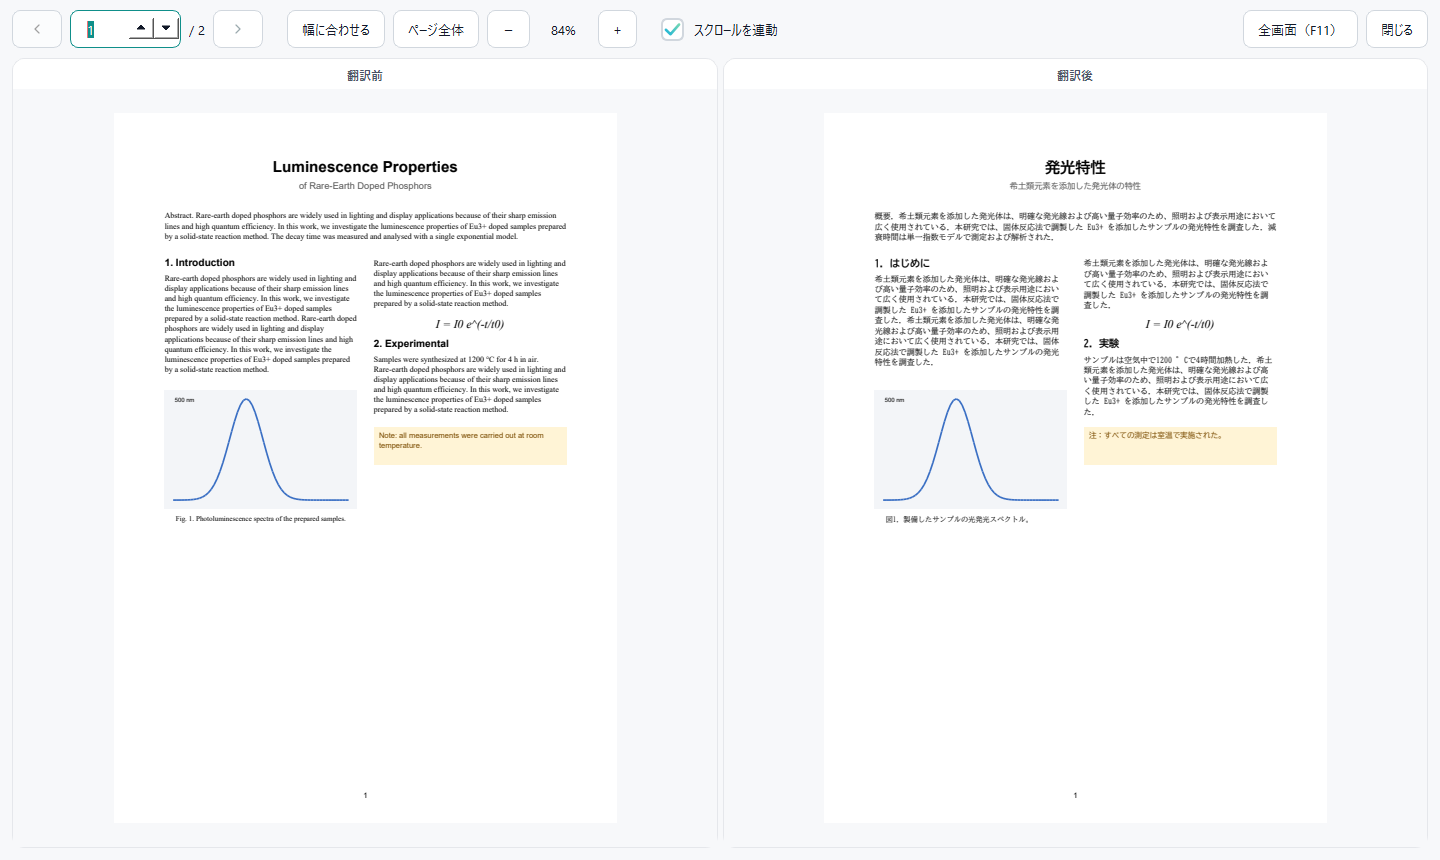 1
/ 2
幅に合わせる
ページ全体
−
84%
+
スクロールを連動
全画面（F11）
閉じる
翻訳前
Luminescence Properties
of Rare-Earth Doped Phosphors
Abstract. Rare-earth doped phosphors are widely used in lighting and display applications because of their sharp emission
lines and high quantum efficiency. In this work, we investigate the luminescence properties of Eu3+ doped samples prepared
by a solid-state reaction method. The decay time was measured and analysed with a single exponential model.
1. Introduction
Rare-earth doped phosphors are widely used in lighting and
display applications because of their sharp emission lines
and high quantum efficiency. In this work, we investigate
the luminescence properties of Eu3+ doped samples
prepared by a solid-state reaction method. Rare-earth doped
phosphors are widely used in lighting and display
applications because of their sharp emission lines and high
quantum efficiency. In this work, we investigate the
luminescence properties of Eu3+ doped samples prepared
by a solid-state reaction method.
500 nm
Fig. 1. Photoluminescence spectra of the prepared samples.
Rare-earth doped phosphors are widely used in lighting and
display applications because of their sharp emission lines
and high quantum efficiency. In this work, we investigate
the luminescence properties of Eu3+ doped samples
prepared by a solid-state reaction method.
I = I0 e^(-t/t0)
2. Experimental
Samples were synthesized at 1200 °C for 4 h in air.
Rare-earth doped phosphors are widely used in lighting and
display applications because of their sharp emission lines
and high quantum efficiency. In this work, we investigate
the luminescence properties of Eu3+ doped samples
prepared by a solid-state reaction method.
Note: all measurements were carried out at room
temperature.
1
翻訳後
発光特性
希土類元素を添加した発光体の特性
概要. 希土類元素を添加した発光体は、明確な発光線および高い量子効率のため、照明および表示用途において
広く使用されている. 本研究では、固体反応法で調製した Eu3+ を添加したサンプルの発光特性を調査した. 減
衰時間は単一指数モデルで測定および解析された.
1. はじめに
希土類元素を添加した発光体は、明確な発光線およ
び高い量子効率のため、照明および表示用途におい
て広く使用されている. 本研究では、固体反応法で
調製した Eu3+ を添加したサンプルの発光特性を調
査した. 希土類元素を添加した発光体は、明確な発
光線および高い量子効率のため、照明および表示用
途において広く使用されている. 本研究では、固体
反応法で調製した Eu3+ を添加したサンプルの発光
特性を調査した.
500 nm
図1. 製備したサンプルの光発光スペクトル.
希土類元素を添加した発光体は、明確な発光線およ
び高い量子効率のため、照明および表示用途におい
て広く使用されている. 本研究では、固体反応法で
調製した Eu3+ を添加したサンプルの発光特性を調
査した.
I = I0 e^(-t/t0)
2. 実験
サンプルは空気中で1200 ° Cで4時間加熱した. 希土
類元素を添加した発光体は、明確な発光線および高
い量子効率のため、照明および表示用途において広
く使用されている. 本研究では、固体反応法で調製
した Eu3+ を添加したサンプルの発光特性を調査し
た.
注：すべての測定は室温で実施された。
1